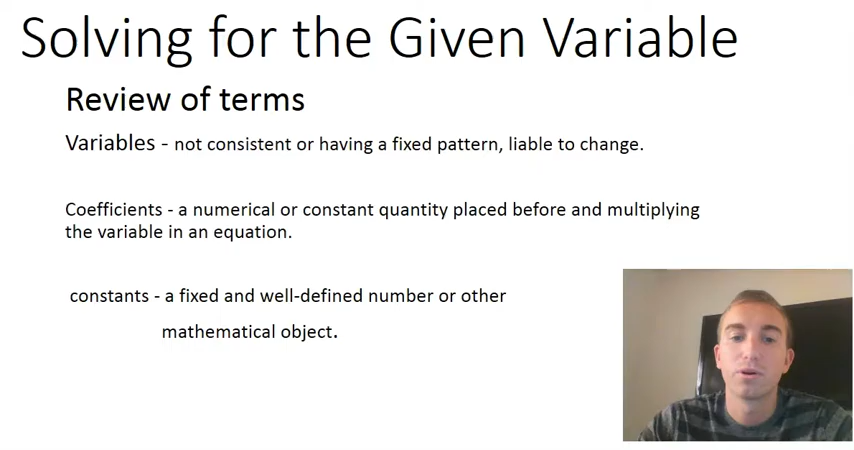 Solving for the Given Variable
Review of terms
Variables - not consistent or having a fixed pattern, liable to change.
Coefficients - a numerical or constant quantity placed before and multiplying
the variable in an equation.
constants - a fixed and well-defined number or other
mathematical object.